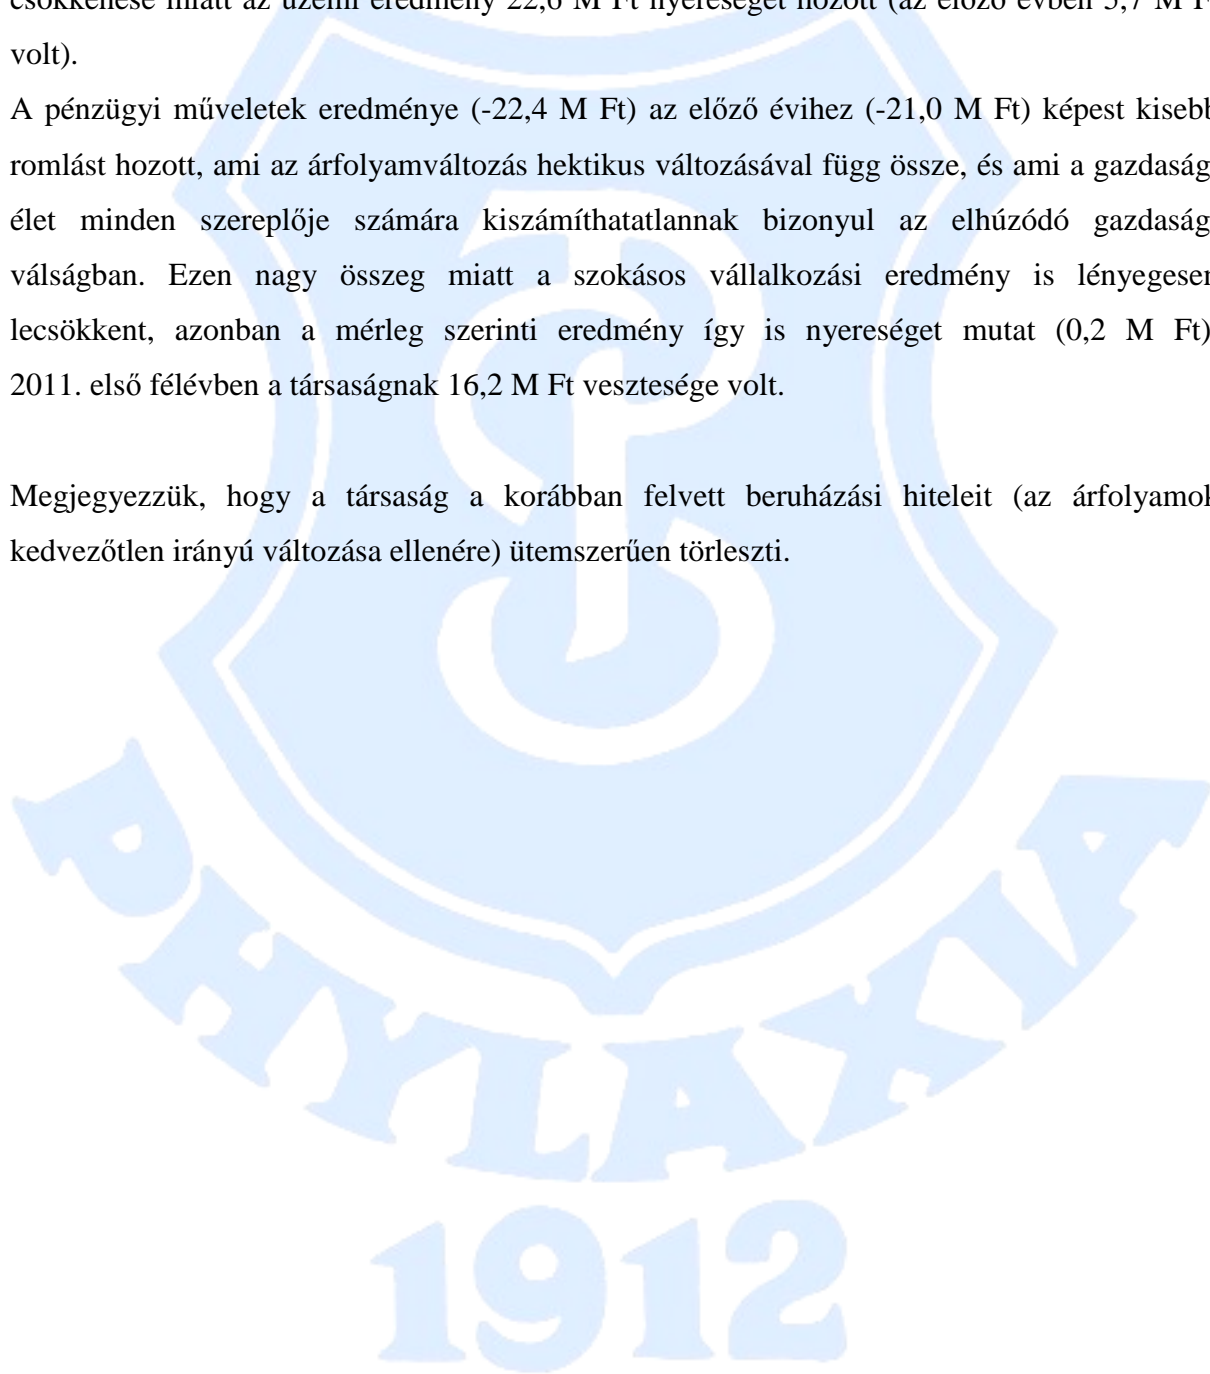 csökkenése miatt az üzemi eredmény 22,6 M Ft nyereséget hozott (az előző évben 5,7 M F
volt).
A pénzügyi műveletek eredménye (-22,4 M Ft) az előző évihez (-21,0 M Ft) képest kisebb
romlást hozott, ami az árfolyamváltozás hektikus változásával függ össze, és ami a gazdaság
élet minden szereplője számára kiszámíthatatlannak bizonyul az elhúzódó gazdaság
válságban. Ezen nagy összeg miatt a szokásos vállalkozási eredmény is lényegesen
lecsökkent, azonban a mérleg szerinti eredmény így is nyereséget mutat (0,2 M Ft)
2011. első félévben a társaságnak 16,2 M Ft vesztesége volt.
Megjegyezzük, hogy a társaság a korábban felvett beruházási hiteleit (az árfolyamok
kedvezőtlen irányú változása ellenére) ütemszerűen törleszti.
PHYLAXIA
1912